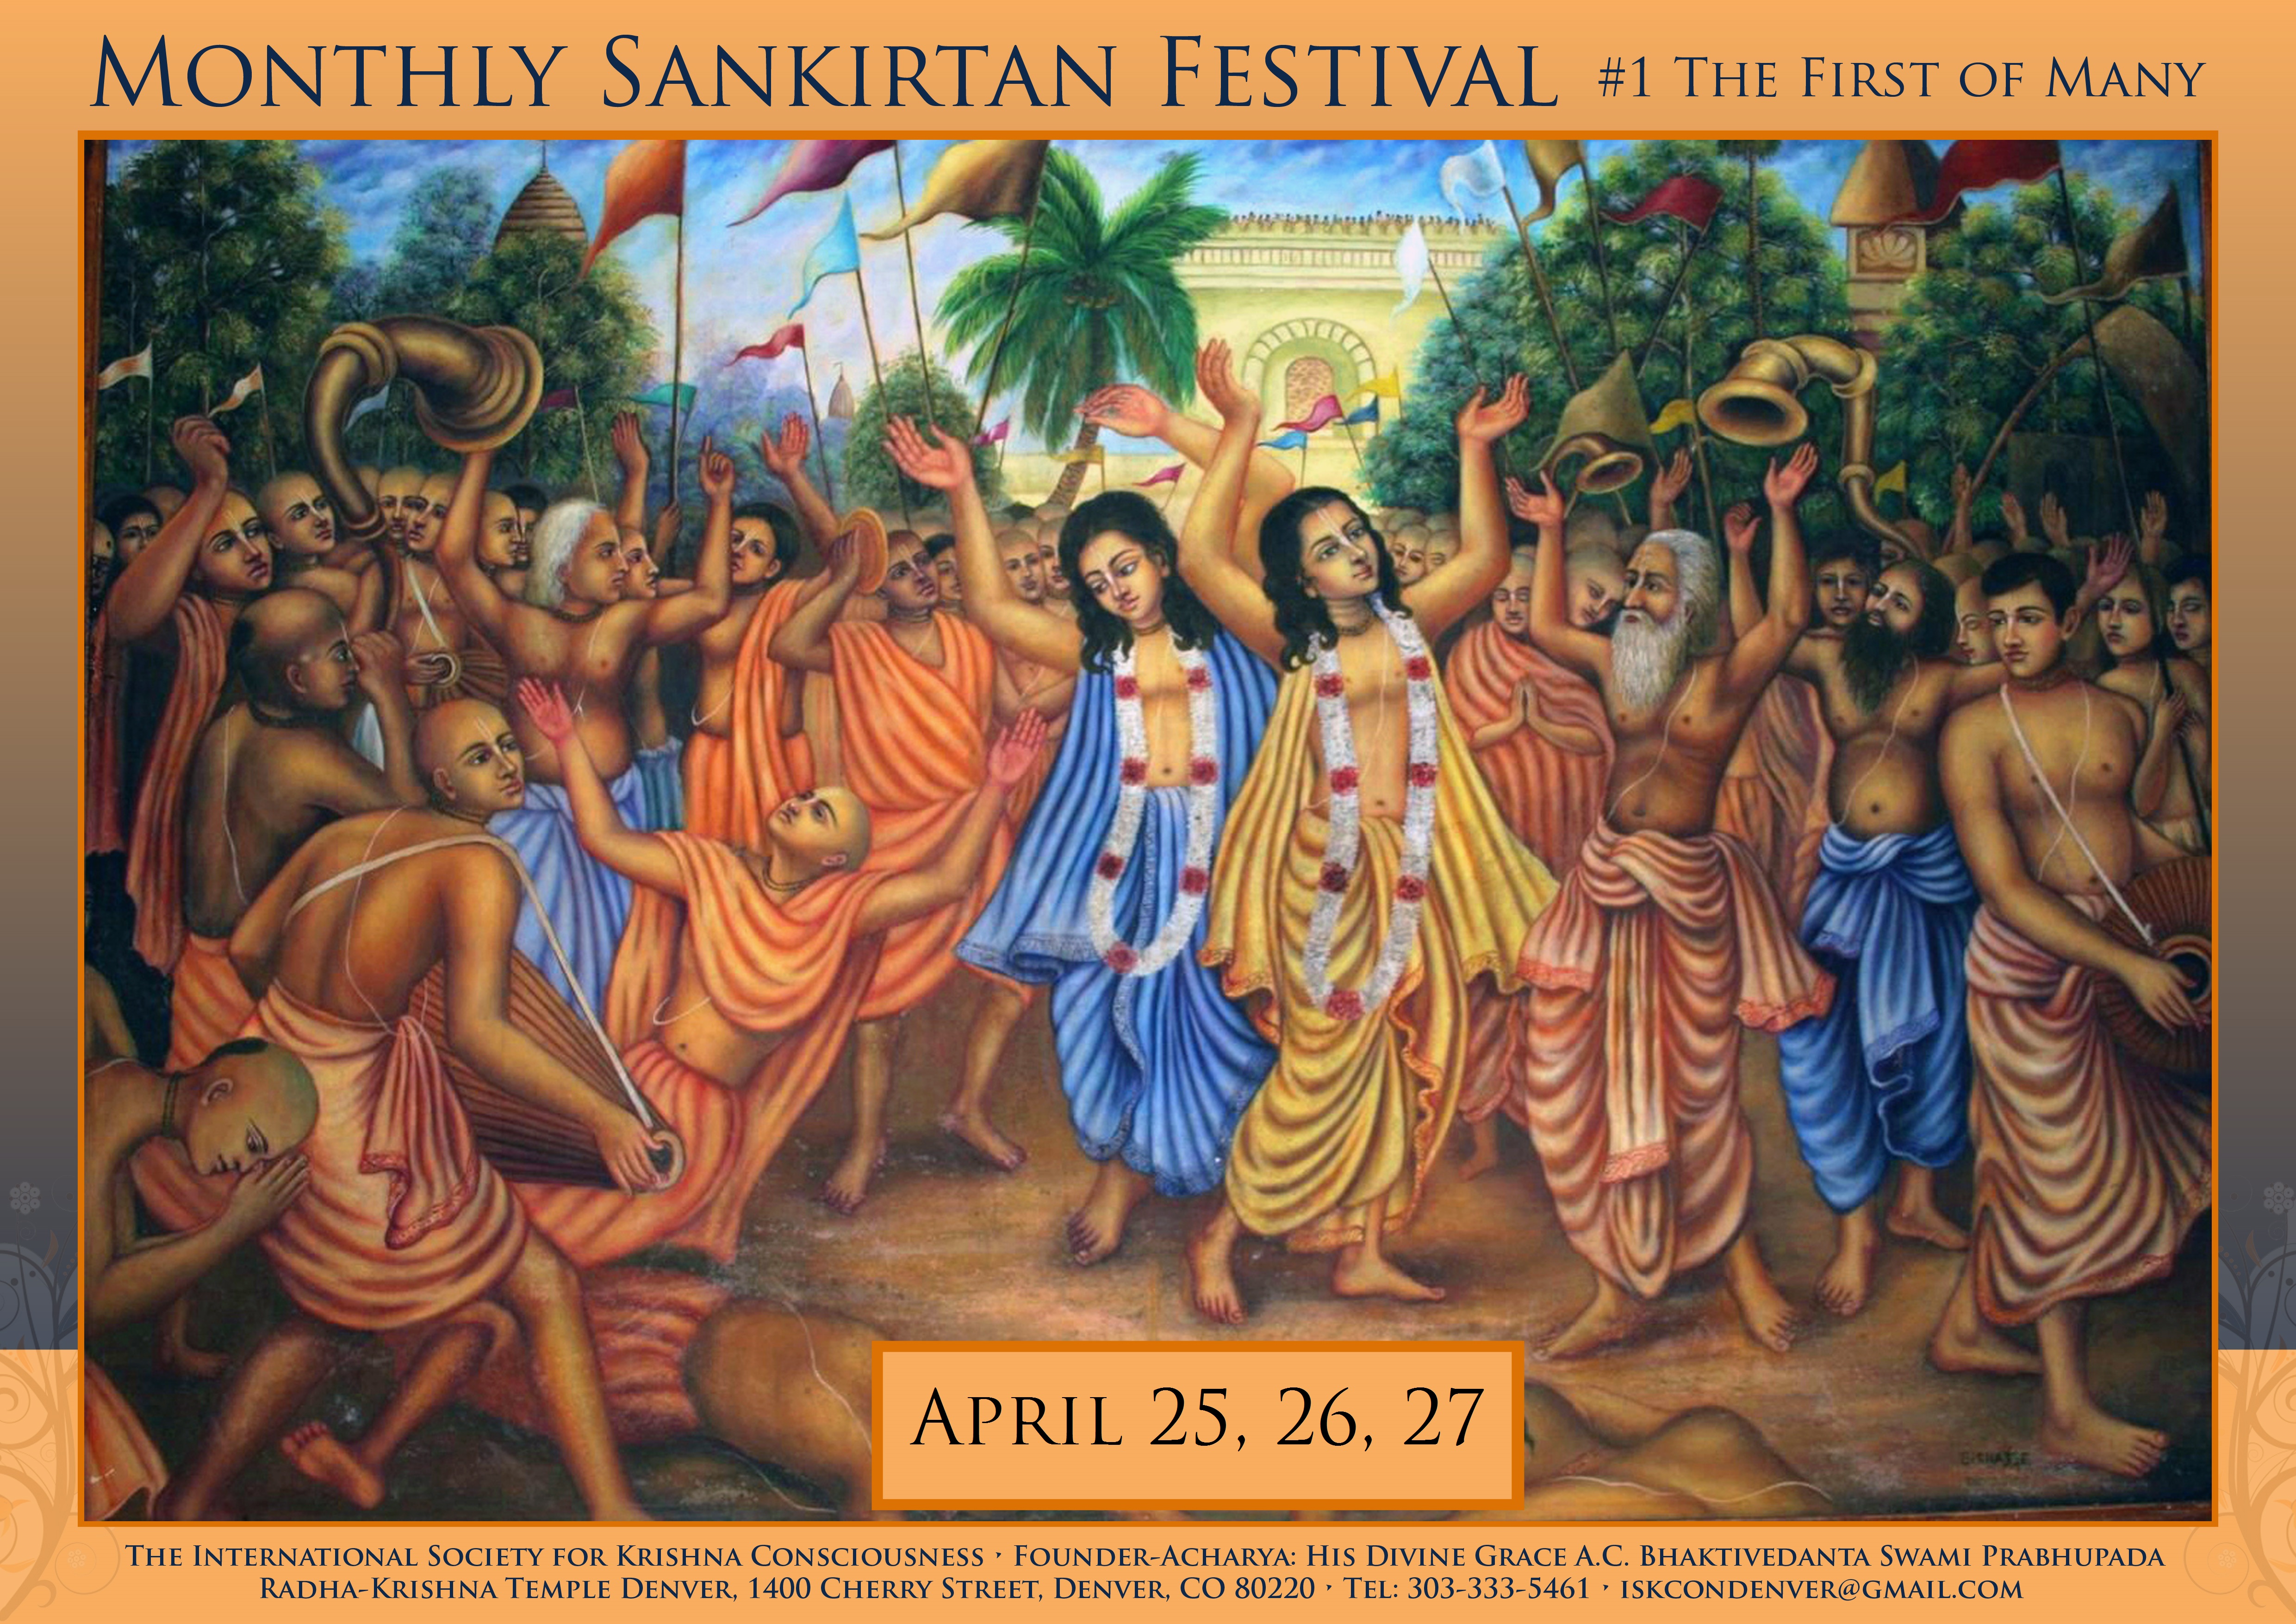 Monthly Sankirtan Festival #1 The First of Many
April 25, 26, 27
The International Society for Krishna Consciousness · Founder-Acharya: His Divine Grace A.C. Bhaktivedanta Swami Prabhupada
Radha-Krishna Temple Denver, 1400 Cherry Street, Denver, CO 80220 · Tel: 303-333-5461 · iskcondenver@gmail.com